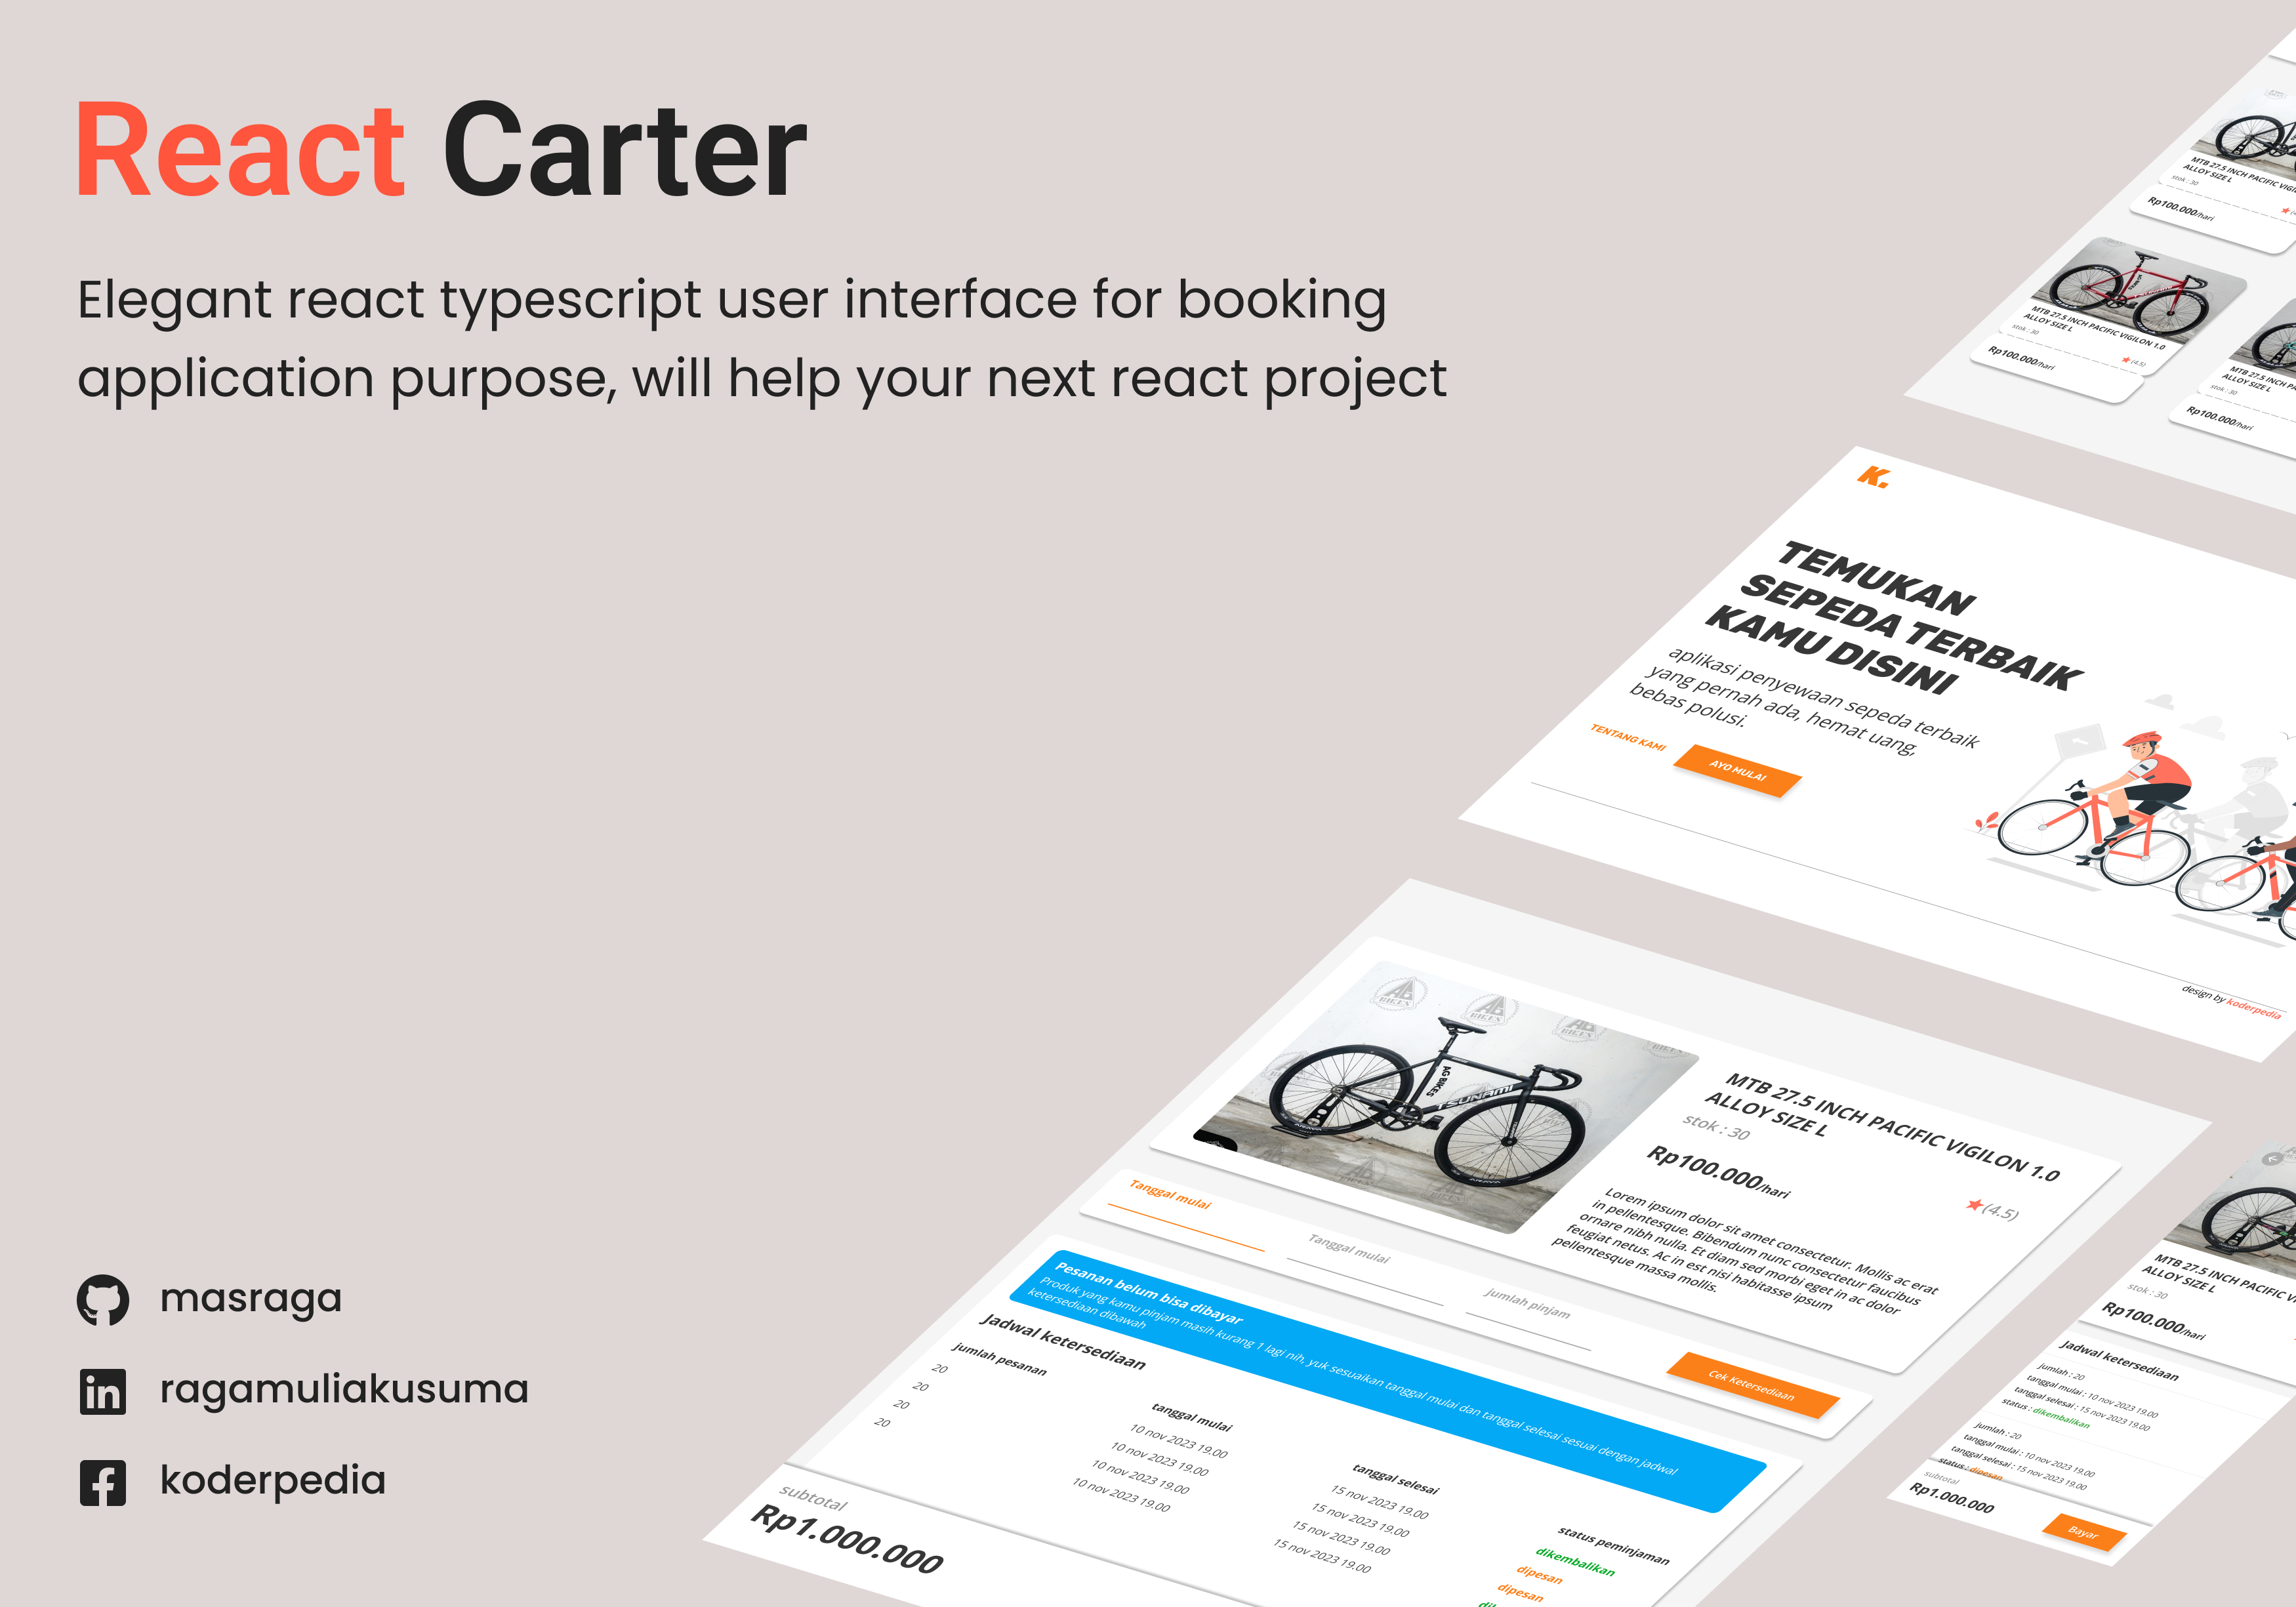 React Carter
Elegant react typescript user interface for booking
application purpose, will help your next react project
masraga
ragamuliakusuma
koderpedia
MTB 27.5 INCH PACIFIC
ALLOY SIZE L
stok : 30
Rp100.000/hari
MTB 27.5 INCH PACIFIC VIGILON 1.0
ALLOY SIZE L
stok : 30
(4.5)
Rp100.000/hari
MTB 27.5 INCH
ALLOY SIZE L
stok : 30
Rp100.000/hari
K.
TEMUKAN
SEPEDA TERBAIK
KAMU DISINI
aplikasi penyewaan sepeda terbaik
yang pernah ada, hemat uang,
bebas polusi.
TENTANG KAMI
AYO MULAI
design by koderpedia
AG BIKES
TSUNAMI
MTB 27.5 INCH PACIFIC VIGILON 1.0
ALLOY SIZE L
stok : 30
Rp100.000/hari
(4.5)
Lorem ipsum dolor sit amet consectetur. Mollis ac erat
in pellentesque. Bibendum nunc consectetur faucibus
ornare nibh nulla. Et diam sed morbi eget in ac dolor
feugiat netus. Ac in est nisi habitasse ipsum
pellentesque massa mollis.
Tanggal mulai
Tanggal mulai
jumlah pinjam
Cek Ketersediaan
Pesanan belum bisa dibayar
Produk yang kamu pinjam masih kurang 1 lagi nih, yuk sesuaikan tanggal mulai dan tanggal selesai sesuai dengan jadwal
ketersediaan dibawah
Jadwal ketersediaan
jumlah pesanan
20
20
20
20
tanggal mulai
10 nov 2023 19.00
10 nov 2023 19.00
10 nov 2023 19.00
10 nov 2023 19.00
tanggal selesai
15 nov 2023 19.00
15 nov 2023 19.00
15 nov 2023 19.00
15 nov 2023 19.00
status peminjaman
dikembalikan
dipesan
dipesan
subtotal
Rp1.000.000
MTB 27.5 INCH PACIFIC
ALLOY SIZE L
stok : 30
Rp100.000/hari
Jadwal ketersediaan
jumlah : 20
tanggal mulai : 10 nov 2023 19.00
tanggal selesai : 15 nov 2023 19.00
status : dikembalikan
jumlah : 20
tanggal mulai : 10 nov 2023 19.00
tanggal selesai : 15 nov 2023 19.00
status : dipesan
subtotal
Rp1.000.000
Bayar